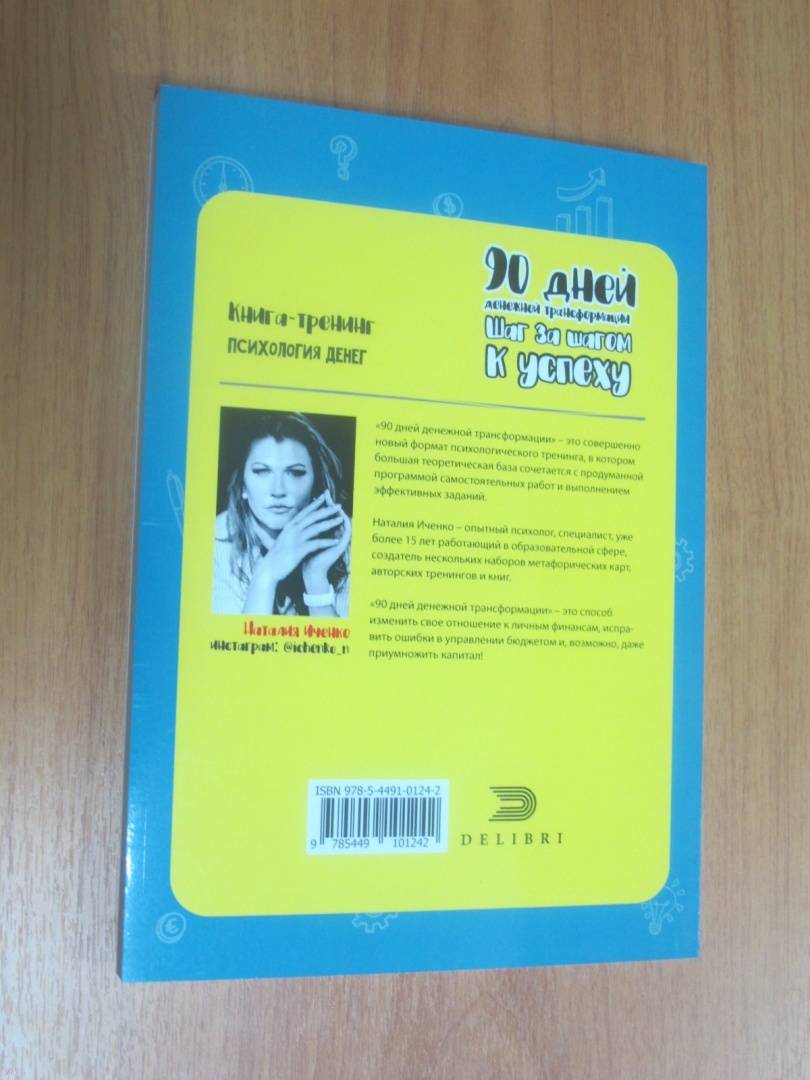 90 дней
денежной трансформации
Шаг за шагом
К успеху
Книга-тренинг
ПСИХОЛОГИЯ ДЕНЕГ
«90 дней денежной трансформации» – это совершенно
новый формат психологического тренинга, в котором
большая теоретическая база сочетается с продуманной
программой самостоятельных работ и выполнением
эффективных заданий.
Наталия Иченко – опытный психолог, специалист, уже
более 15 лет работающий в образовательной сфере,
создатель нескольких наборов метафорических карт,
авторских тренингов и книг.
«90 дней денежной трансформации» – это способ
изменить свое отношение к личным финансам, испра-
вить ошибки в управлении бюджетом и, возможно, даже
приумножить капитал!
Наталия Иченко
инстаграм: @ichenko_n
ISBN 978-5-4491-0124-2
9 785449 101242
DELIBRI